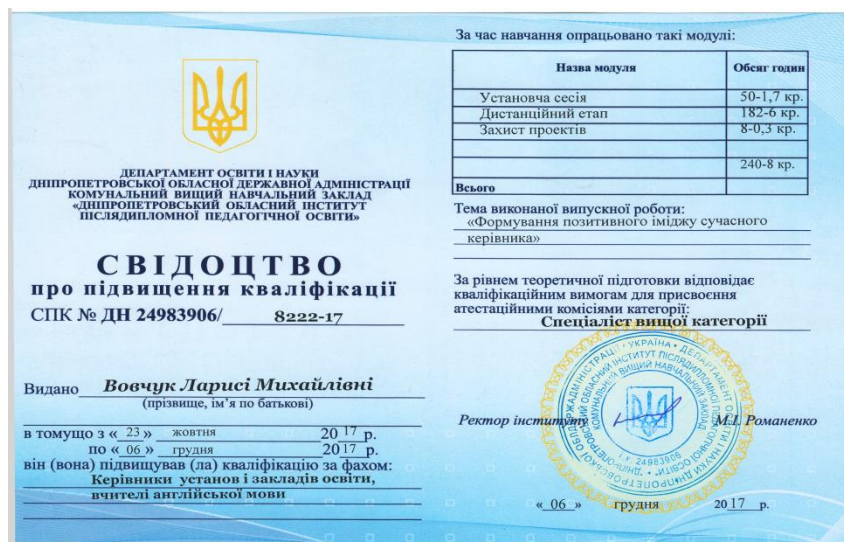 ДЕПАРТАМЕНТ ОСВІТИ І НАУКИ
ДНІПРОПЕТРОВСЬКОЇ ОБЛАСНОЇ ДЕРЖАВНОЇ АДМІНІСТРАЦІЇ
КОМУНАЛЬНИЙ ВИЩИЙ НАВЧАЛЬНИЙ ЗАКЛАД
«ДНІПРОПЕТРОВСЬКИЙ ОБЛАСНИЙ ІНСТИТУТ
ПІСЛЯДИПЛОМНОЇ ПЕДАГОГІЧНОЇ ОСВІТИ»
СВІДОЦТВО
про підвищення кваліфікації
СПК № ДН 24983906/ 8222-17
Видано Вовчук Ларисі Михайлівні
(прізвище, ім’я по батькові)
в томущо з « 23 » жовтня 20 17 р.
по « 06 » грудня 20 17 р.
він (вона) підвищував (ла) кваліфікацію за фахом:
Керівники установ і закладів освіти,
вчителі англійської мови
За час навчання опрацьовано такі модулі:
Назва модуля Обсяг годин
Установча сесія 50-1,7 кр.
Дистанційний етап 182-6 кр.
Захист проектів 8-0,3 кр.
240-8 кр.
Всього
Тема виконаної випускної роботи:
«Формування позитивного іміджу сучасного
керівника»
За рівнем теоретичної підготовки відповідає
кваліфікаційним вимогам для присвоєння
атестаційними комісіями категорії:
Спеціаліст вищої категорії
Ректор інституту М.І. Романенко
« 06 » грудня 20 17 р.